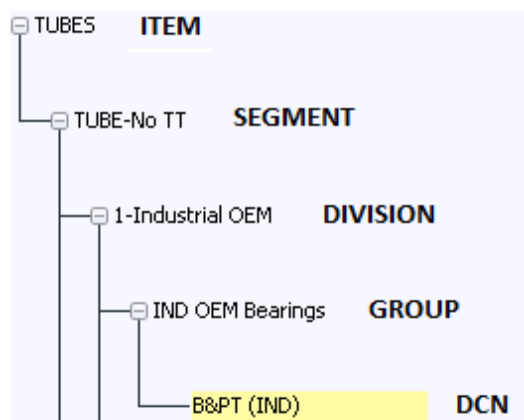 TUBES ITEM
TUBE-No TT SEGMENT
1-Industrial OEM DIVISION
IND OEM Bearings GROUP
B&PT (IND) DCN